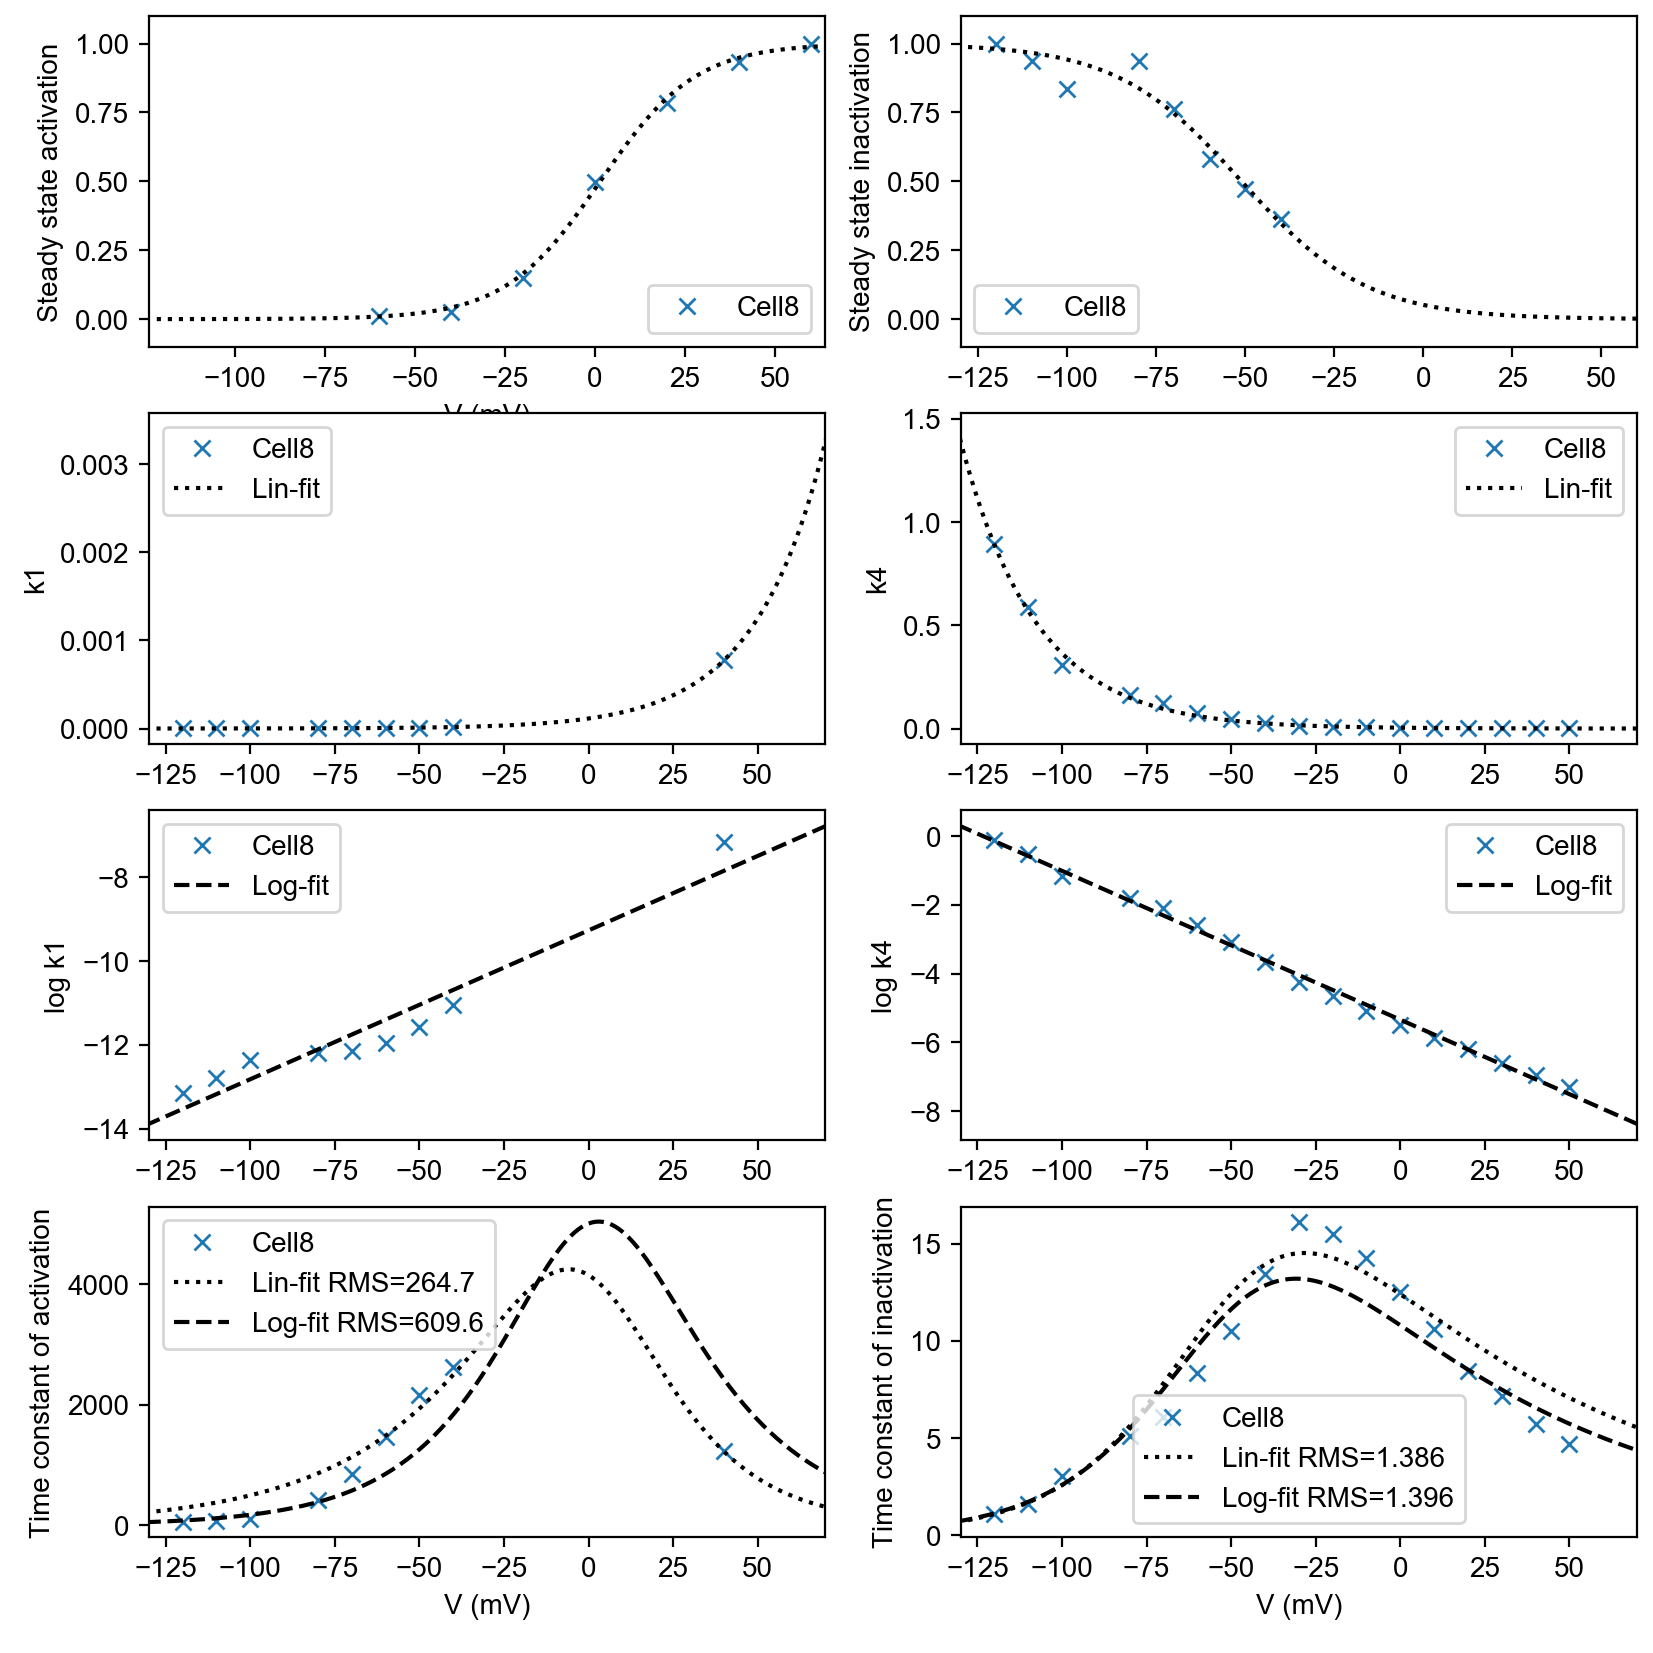 Steady state activation
1.00
0.75
0.50
0.25
0.00
Cell8
−100 −75 −50 −25 0 25 50
V (mV)
Steady state inactivation
1.00
0.75
0.50
0.25
0.00
Cell8
−125 −100 −75 −50 −25 0 25 50
k1
0.003
0.002
0.001
0.000
Cell8
Lin-fit
−125 −100 −75 −50 −25 0 25 50
k4
1.5
1.0
0.5
0.0
Cell8
Lin-fit
−125 −100 −75 −50 −25 0 25 50
log k1
−8
−10
−12
−14
Cell8
Log-fit
−125 −100 −75 −50 −25 0 25 50
log k4
0
−2
−4
−6
−8
Cell8
Log-fit
−125 −100 −75 −50 −25 0 25 50
Time constant of activation
4000
2000
0
Cell8
Lin-fit RMS=264.7
Log-fit RMS=609.6
−125 −100 −75 −50 −25 0 25 50
V (mV)
Time constant of inactivation
15
10
5
0
Cell8
Lin-fit RMS=1.386
Log-fit RMS=1.396
−125 −100 −75 −50 −25 0 25 50
V (mV)